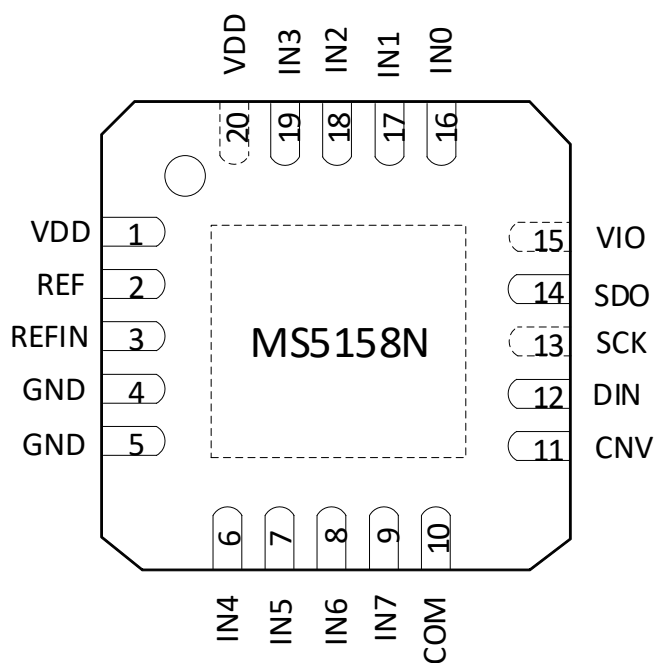 VDD IN3 IN2 IN1 IN0
20 19 18 17 16
VDD 1 15 VIO
REF 2 14 SDO
REFIN 3 MS5158N 13 SCK
GND 4 12 DIN
GND 5 11 CNV
6 7 8 9 10
IN4 IN5 IN6 IN7 COM